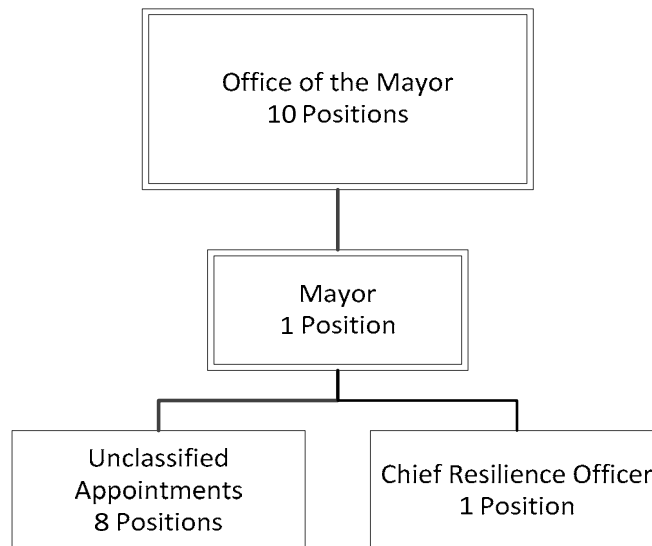 Office of the Mayor
10 Positions
Mayor
1 Position
Unclassified
Appointments
8 Positions
Chief Resilience Officer
1 Position